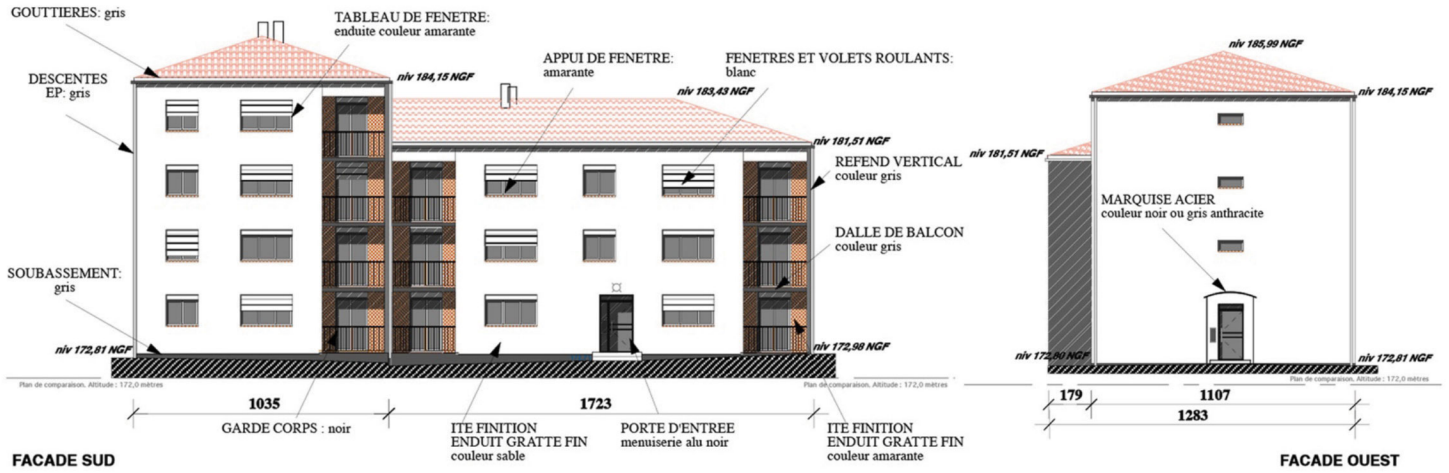 GOUTTIERES: gris
TABLEAU DE FENETRE:
enduite couleur amarante
niv 184,15 NGF
APPUI DE FENETRE:
amarante
FENETRES ET VOLETS ROULANTS:
blanc
DESCENTES
EP: gris
niv 183,43 NGF
niv 181,51 NGF
REFEND VERTICAL
couleur gris
DALLE DE BALCON
couleur gris
SOUBASSEMENT:
gris
niv 172,81 NGF
niv 172,98 NGF
Plan de comparaison, Altitude : 172,0 mètres
Plan de comparaison, Altitude : 172,0 mètres
1035
1723
GARDE CORPS : noir
ITE FINITION
ENDUIT GRATTE FIN
couleur sable
PORTE D'ENTREE
menuiserie alu noir
ITE FINITION
ENDUIT GRATTE FIN
couleur amarante
FACADE SUD
niv 185,99 NGF
niv 184,15 NGF
niv 181,51 NGF
MARQUISE ACIER
couleur noir ou gris anthracite
niv 172,80 NGF
niv 172,81 NGF
Plan de comparaison, Altitude : 172,0 mètres
179
1107
1283
FACADE OUEST